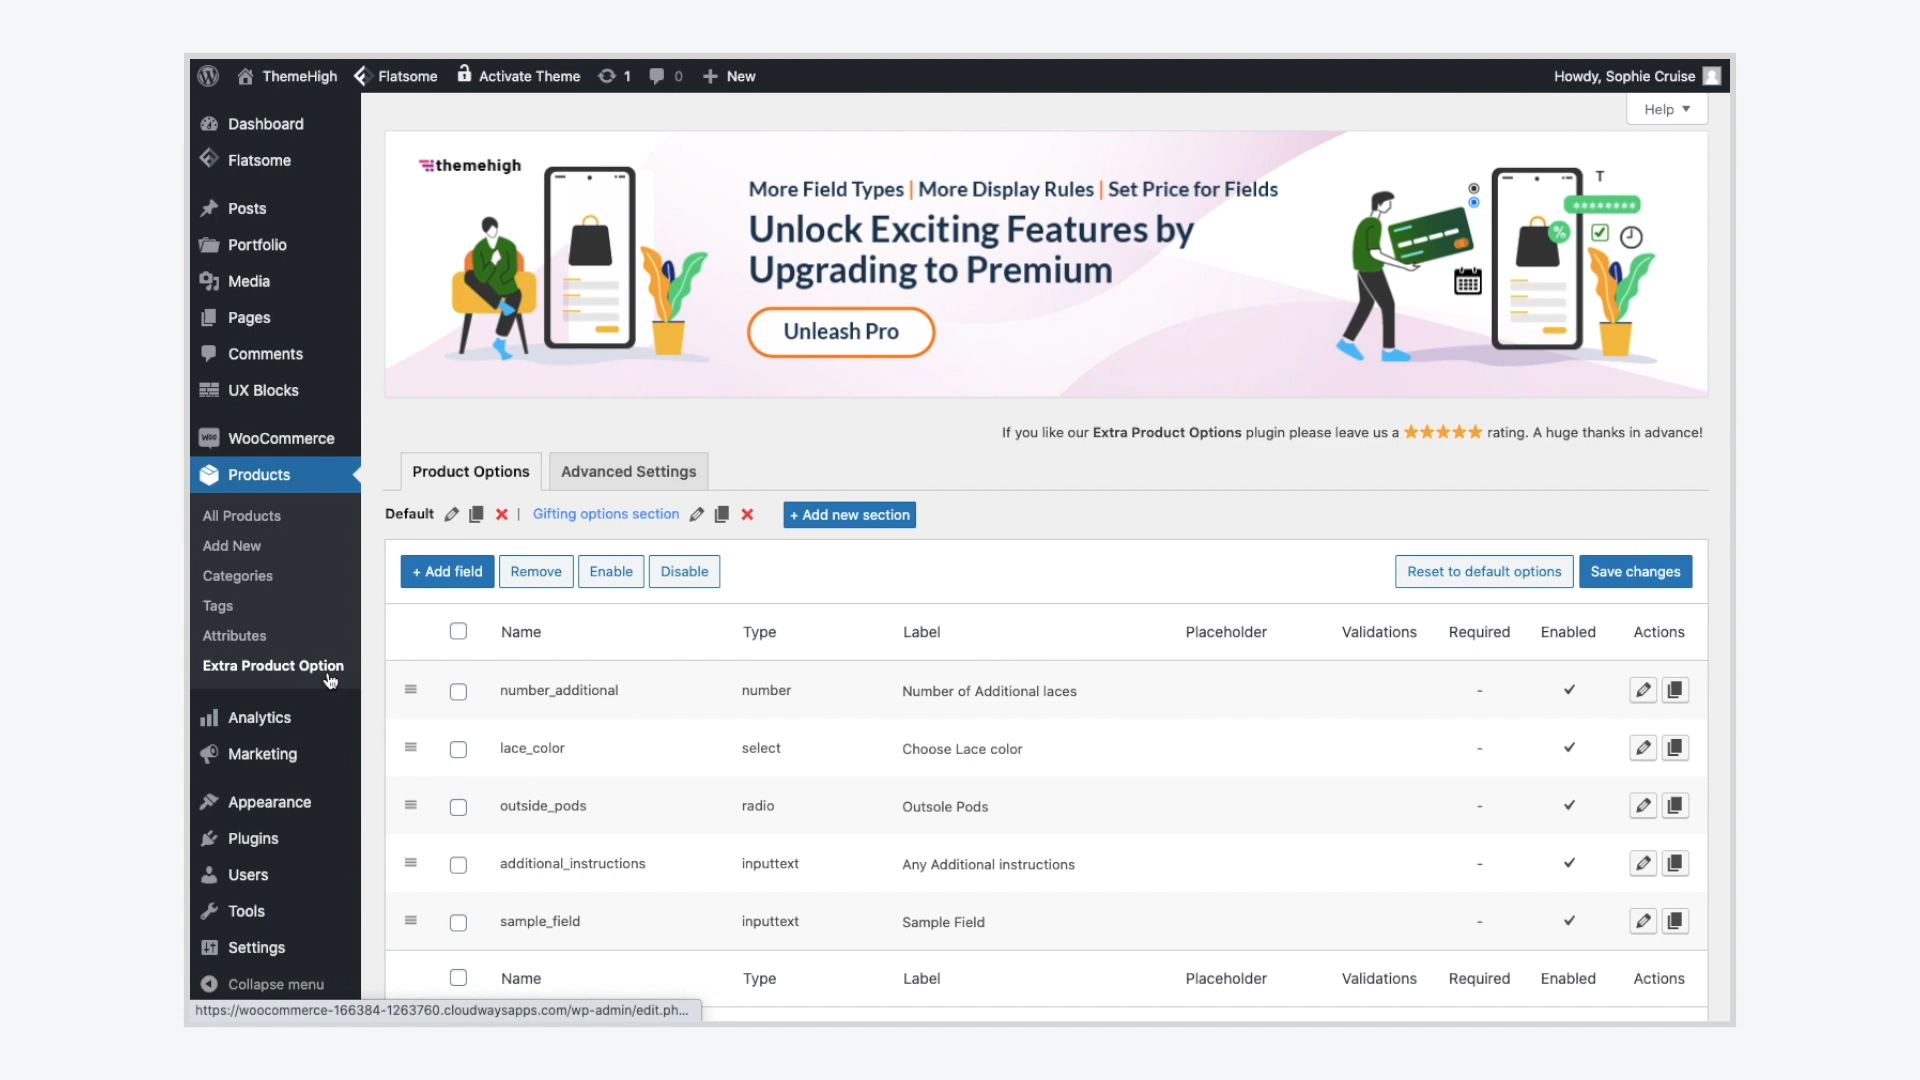 ThemeHigh Flatsome Activate Theme 1 0 New Howdy, Sophie Cruise
Help
Dashboard
Flatsome
Posts
Portfolio
Media
Pages
Comments
UX Blocks
WooCommerce
Products
All Products
Add New
Categories
Tags
Attributes
Extra Product Option
Analytics
Marketing
Appearance
Plugins
Users
Tools
Settings
Collapse menu
https://woocommerce-166384-1263760.cloudwaysapps.com/wp-admin/edit.ph...
themehigh
More Field Types | More Display Rules | Set Price for Fields
Unlock Exciting Features by
Upgrading to Premium
Unleash Pro
T
********
%
If you like our Extra Product Options plugin please leave us a ★★★★★ rating. A huge thanks in advance!
Product Options Advanced Settings
Default | Gifting options section + Add new section
+ Add field Remove Enable Disable Reset to default options Save changes
Name Type Label Placeholder Validations Required Enabled Actions
number_additional number Number of Additional laces - ✓
lace_color select Choose Lace color - ✓
outside_pods radio Outsole Pods - ✓
additional_instructions inputtext Any Additional instructions - ✓
sample_field inputtext Sample Field - ✓
Name Type Label Placeholder Validations Required Enabled Actions